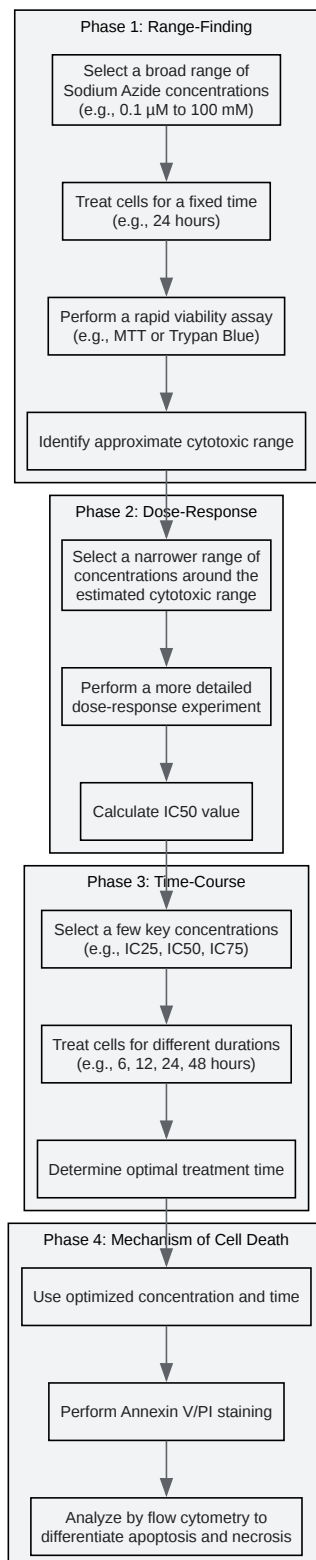 Phase 1: Range-Finding
Select a broad range of
Sodium Azide concentrations
(e.g., 0.1 µM to 100 mM)
Treat cells for a fixed time
(e.g., 24 hours)
Perform a rapid viability assay
(e.g., MTT or Trypan Blue)
Identify approximate cytotoxic range
Phase 2: Dose-Response
Select a narrower range of
concentrations around the
estimated cytotoxic range
Perform a more detailed
dose-response experiment
Calculate IC50 value
Phase 3: Time-Course
Select a few key concentrations
(e.g., IC25, IC50, IC75)
Treat cells for different durations
(e.g., 6, 12, 24, 48 hours)
Determine optimal treatment time
Phase 4: Mechanism of Cell Death
Use optimized concentration and time
Perform Annexin V/PI staining
Analyze by flow cytometry to
differentiate apoptosis and necrosis